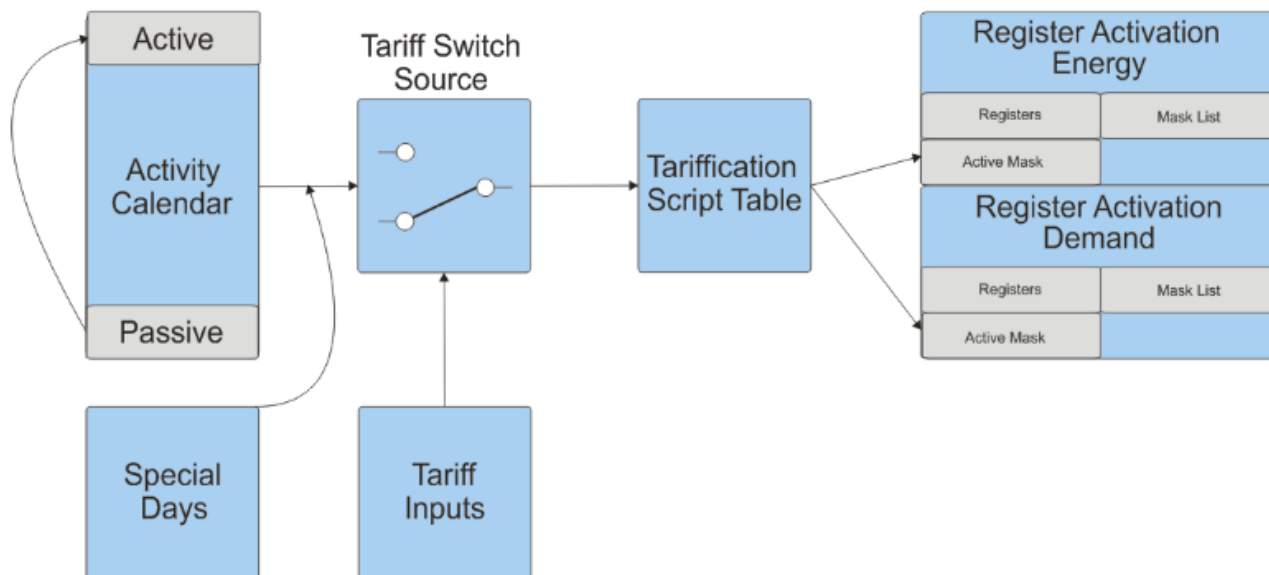 Active
Activity
Calendar
Passive
Special
Days
Tariff Switch
Source
Tariff
Inputs
Tariffication
Script Table
Register Activation
Energy
Registers
Mask List
Active Mask
Register Activation
Demand
Registers
Mask List
Active Mask